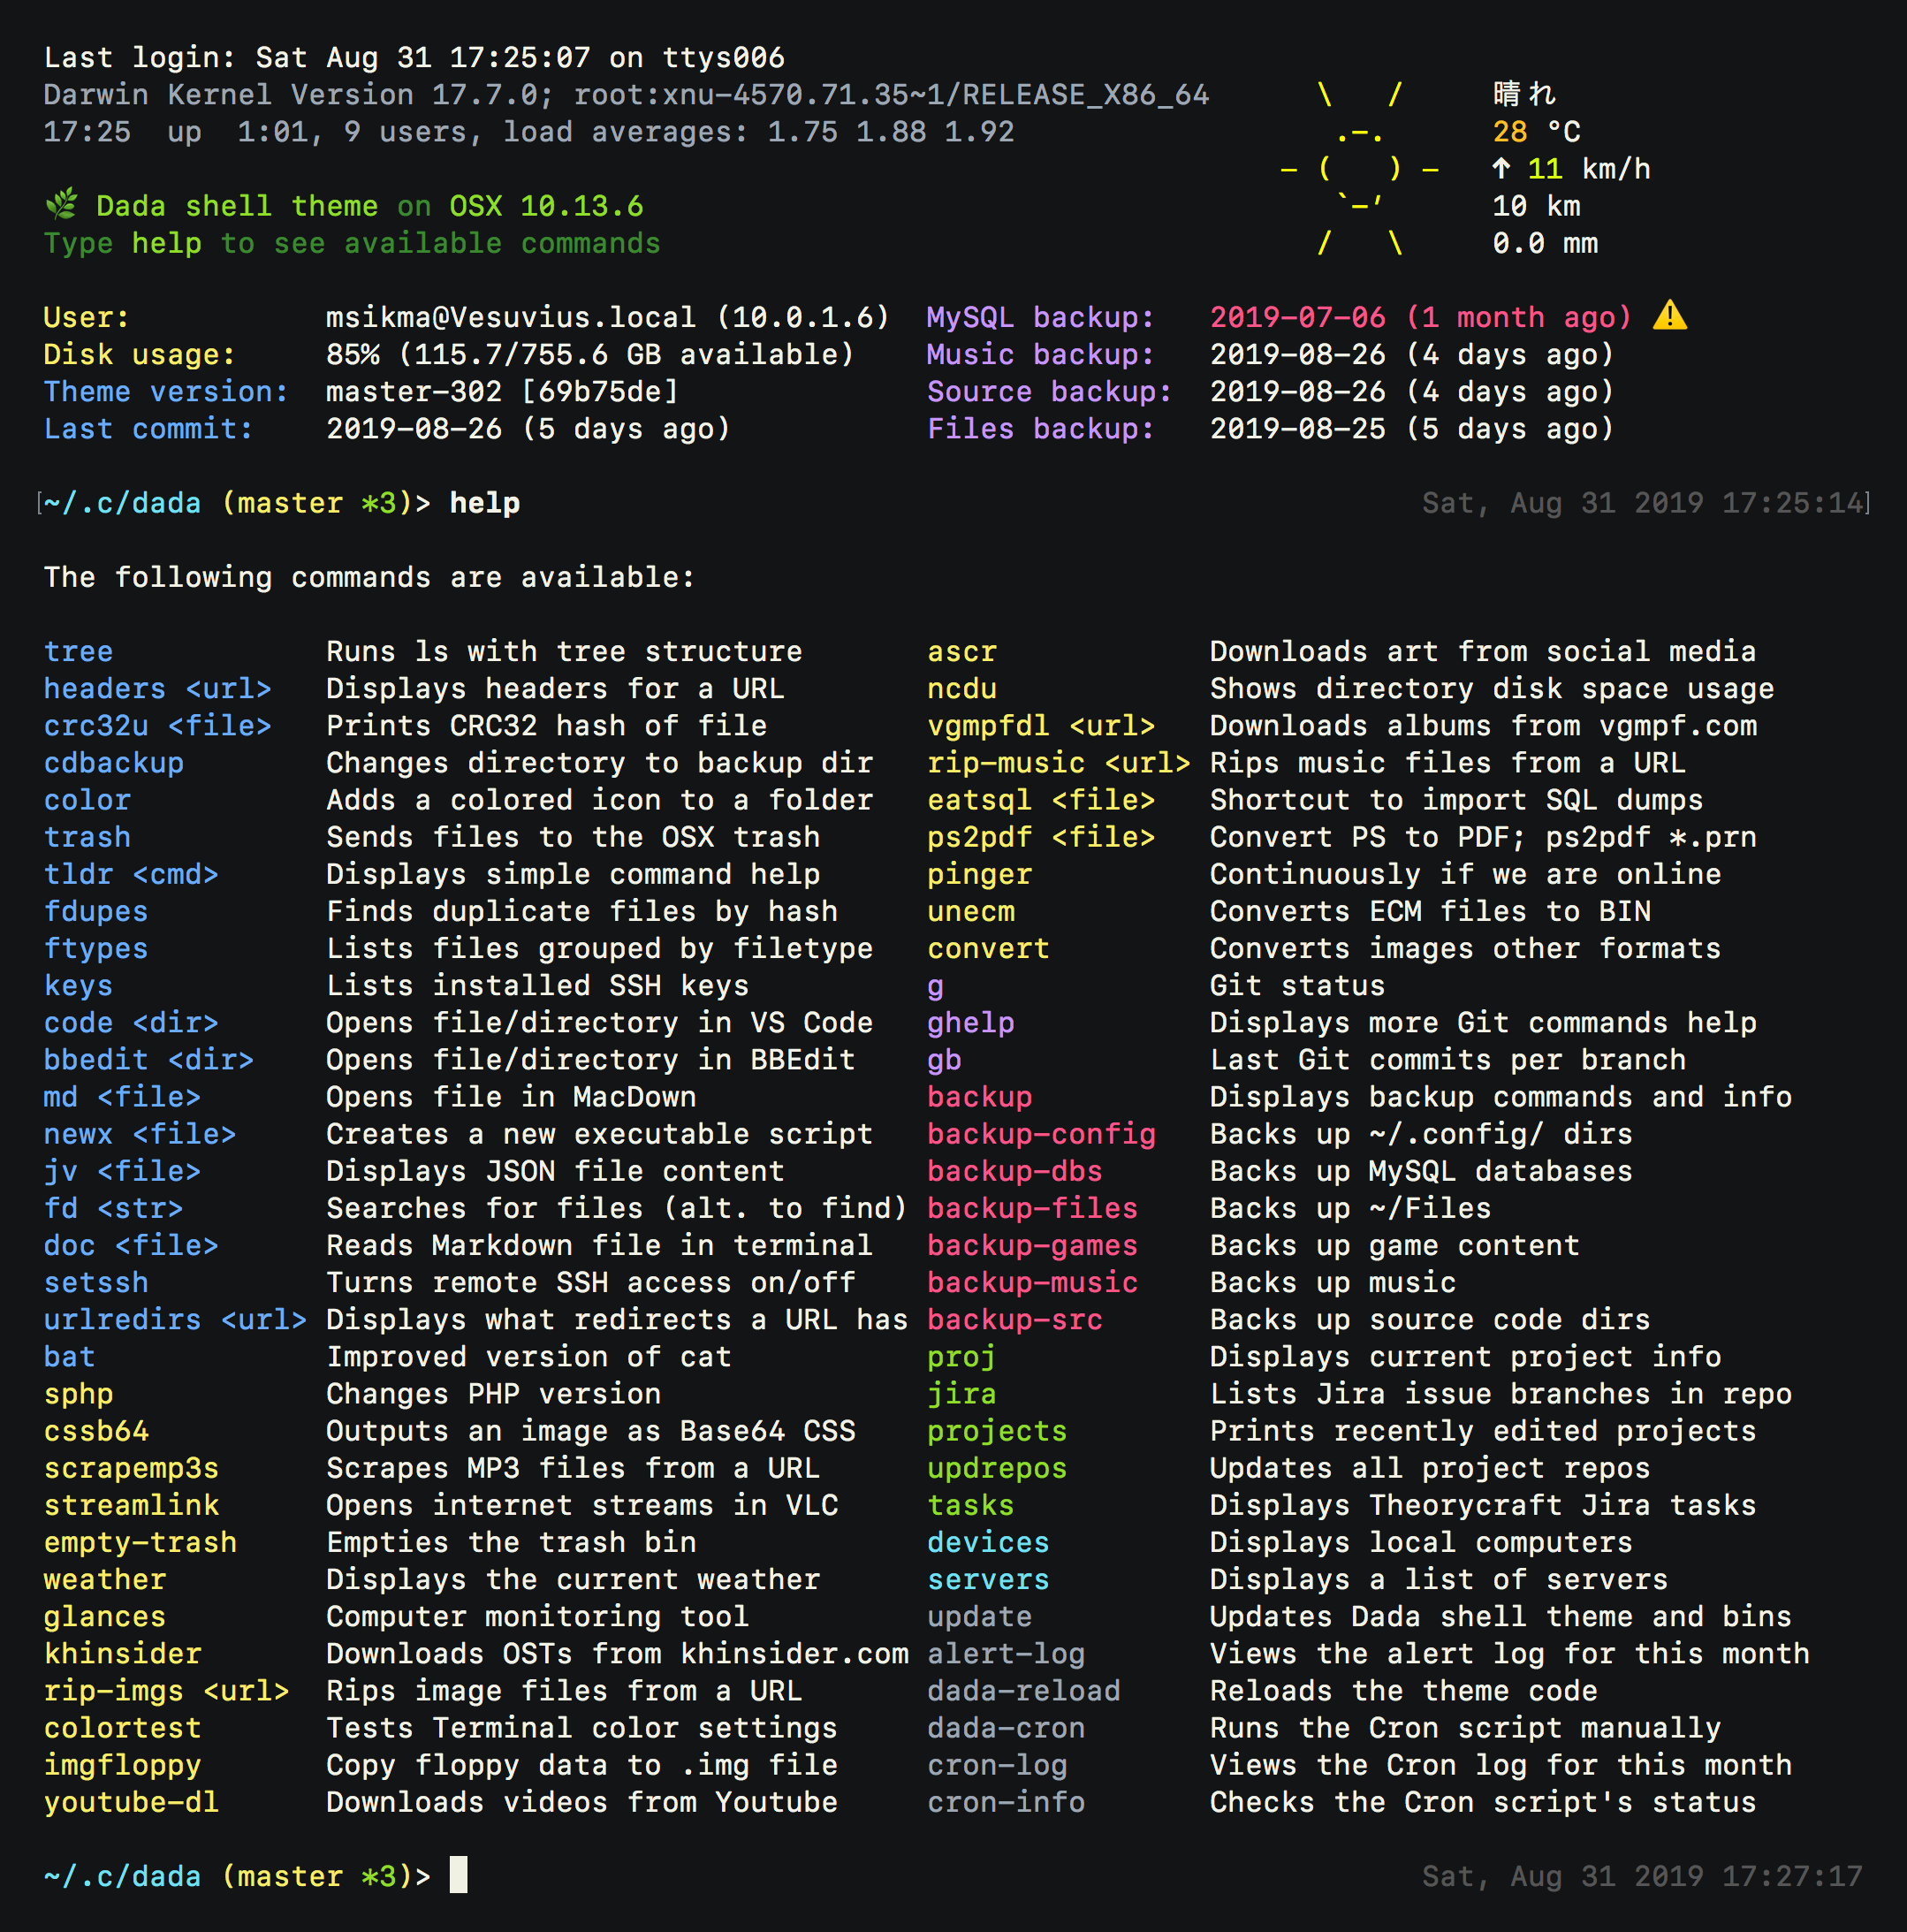 Last login: Sat Aug 31 17:25:07 on ttys006
Darwin Kernel Version 17.7.0; root:xnu-4570.71.35~1/RELEASE_X86_64 \ / 晴れ
17:25 up 1:01, 9 users, load averages: 1.75 1.88 1.92 .-. 28 °C
– ( ) – ↑ 11 km/h
🌿 Dada shell theme on OSX 10.13.6 `-' 10 km
Type help to see available commands / \ 0.0 mm
User: msikma@Vesuvius.local (10.0.1.6) MySQL backup: 2019-07-06 (1 month ago) ⚠️
Disk usage: 85% (115.7/755.6 GB available) Music backup: 2019-08-26 (4 days ago)
Theme version: master-302 [69b75de] Source backup: 2019-08-26 (4 days ago)
Last commit: 2019-08-26 (5 days ago) Files backup: 2019-08-25 (5 days ago)
[~/.c/dada (master *3)> help Sat, Aug 31 2019 17:25:14]
The following commands are available:
tree Runs ls with tree structure ascr Downloads art from social media
headers <url> Displays headers for a URL ncdu Shows directory disk space usage
crc32u <file> Prints CRC32 hash of file vgmpfdl <url> Downloads albums from vgmpf.com
cdbackup Changes directory to backup dir rip-music <url> Rips music files from a URL
color Adds a colored icon to a folder eatsql <file> Shortcut to import SQL dumps
trash Sends files to the OSX trash ps2pdf <file> Convert PS to PDF; ps2pdf *.prn
tldr <cmd> Displays simple command help pinger Continuously if we are online
fdupes Finds duplicate files by hash unecm Converts ECM files to BIN
ftypes Lists files grouped by filetype convert Converts images other formats
keys Lists installed SSH keys g Git status
code <dir> Opens file/directory in VS Code ghelp Displays more Git commands help
bbedit <dir> Opens file/directory in BBEdit gb Last Git commits per branch
md <file> Opens file in MacDown backup Displays backup commands and info
newx <file> Creates a new executable script backup-config Backs up ~/.config/ dirs
jv <file> Displays JSON file content backup-dbs Backs up MySQL databases
fd <str> Searches for files (alt. to find) backup-files Backs up ~/Files
doc <file> Reads Markdown file in terminal backup-games Backs up game content
setssh Turns remote SSH access on/off backup-music Backs up music
urlredirs <url> Displays what redirects a URL has backup-src Backs up source code dirs
bat Improved version of cat proj Displays current project info
sphp Changes PHP version jira Lists Jira issue branches in repo
cssb64 Outputs an image as Base64 CSS projects Prints recently edited projects
scrapemp3s Scrapes MP3 files from a URL updrepos Updates all project repos
streamlink Opens internet streams in VLC tasks Displays Theorycraft Jira tasks
empty-trash Empties the trash bin devices Displays local computers
weather Displays the current weather servers Displays a list of servers
glances Computer monitoring tool update Updates Dada shell theme and bins
khinsider Downloads OSTs from khinsider.com alert-log Views the alert log for this month
rip-imgs <url> Rips image files from a URL dada-reload Reloads the theme code
colortest Tests Terminal color settings dada-cron Runs the Cron script manually
imgfloppy Copy floppy data to .img file cron-log Views the Cron log for this month
youtube-dl Downloads videos from Youtube cron-info Checks the Cron script's status
~/.c/dada (master *3)> Sat, Aug 31 2019 17:27:17